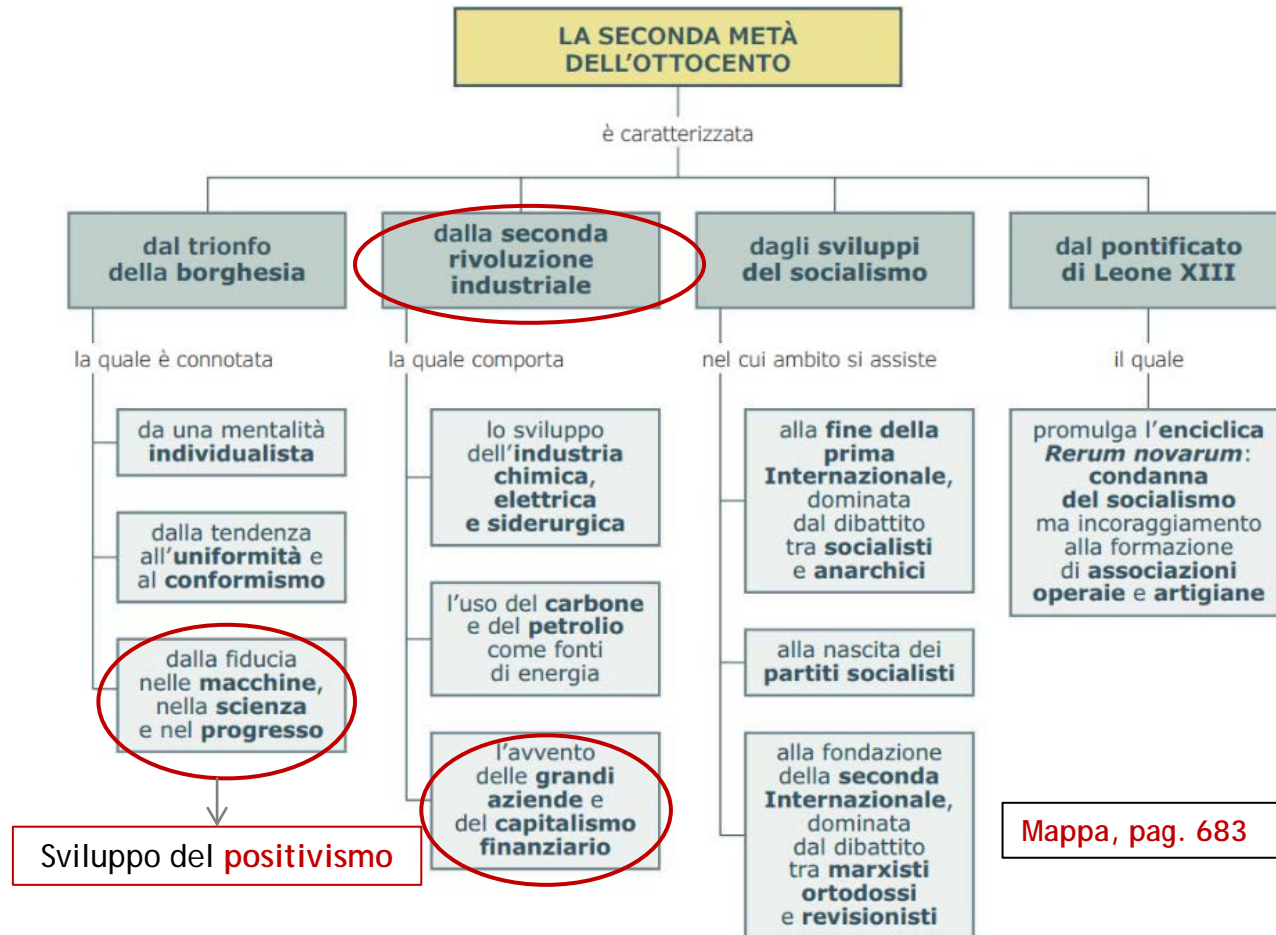 LA SECONDA METÀ
DELL'OTTOCENTO
è caratterizzata
dal trionfo
della borghesia
dalla seconda
rivoluzione
industriale
dagli sviluppi
del socialismo
dal pontificato
di Leone XIII
la quale è connotata
la quale comporta
nel cui ambito si assiste
il quale
da una mentalità
individualista
dalla tendenza
all'uniformità e
al conformismo
dalla fiducia
nelle macchine,
nella scienza
e nel progresso
Sviluppo del positivismo
lo sviluppo
dell'industria
chimica,
elettrica
e siderurgica
l'uso del carbone
e del petrolio
come fonti
di energia
l'avvento
delle grandi
aziende e
del capitalismo
finanziario
alla fine della
prima
Internazionale,
dominata
dal dibattito
tra socialisti
e anarchici
alla nascita dei
partiti socialisti
alla fondazione
della seconda
Internazionale,
dominata
dal dibattito
tra marxisti
ortodossi
e revisionisti
promulga l'enciclica
Rerum novarum:
condanna
del socialismo
ma incoraggiamento
alla formazione
di associazioni
operaie e artigiane
Mappa, pag. 683